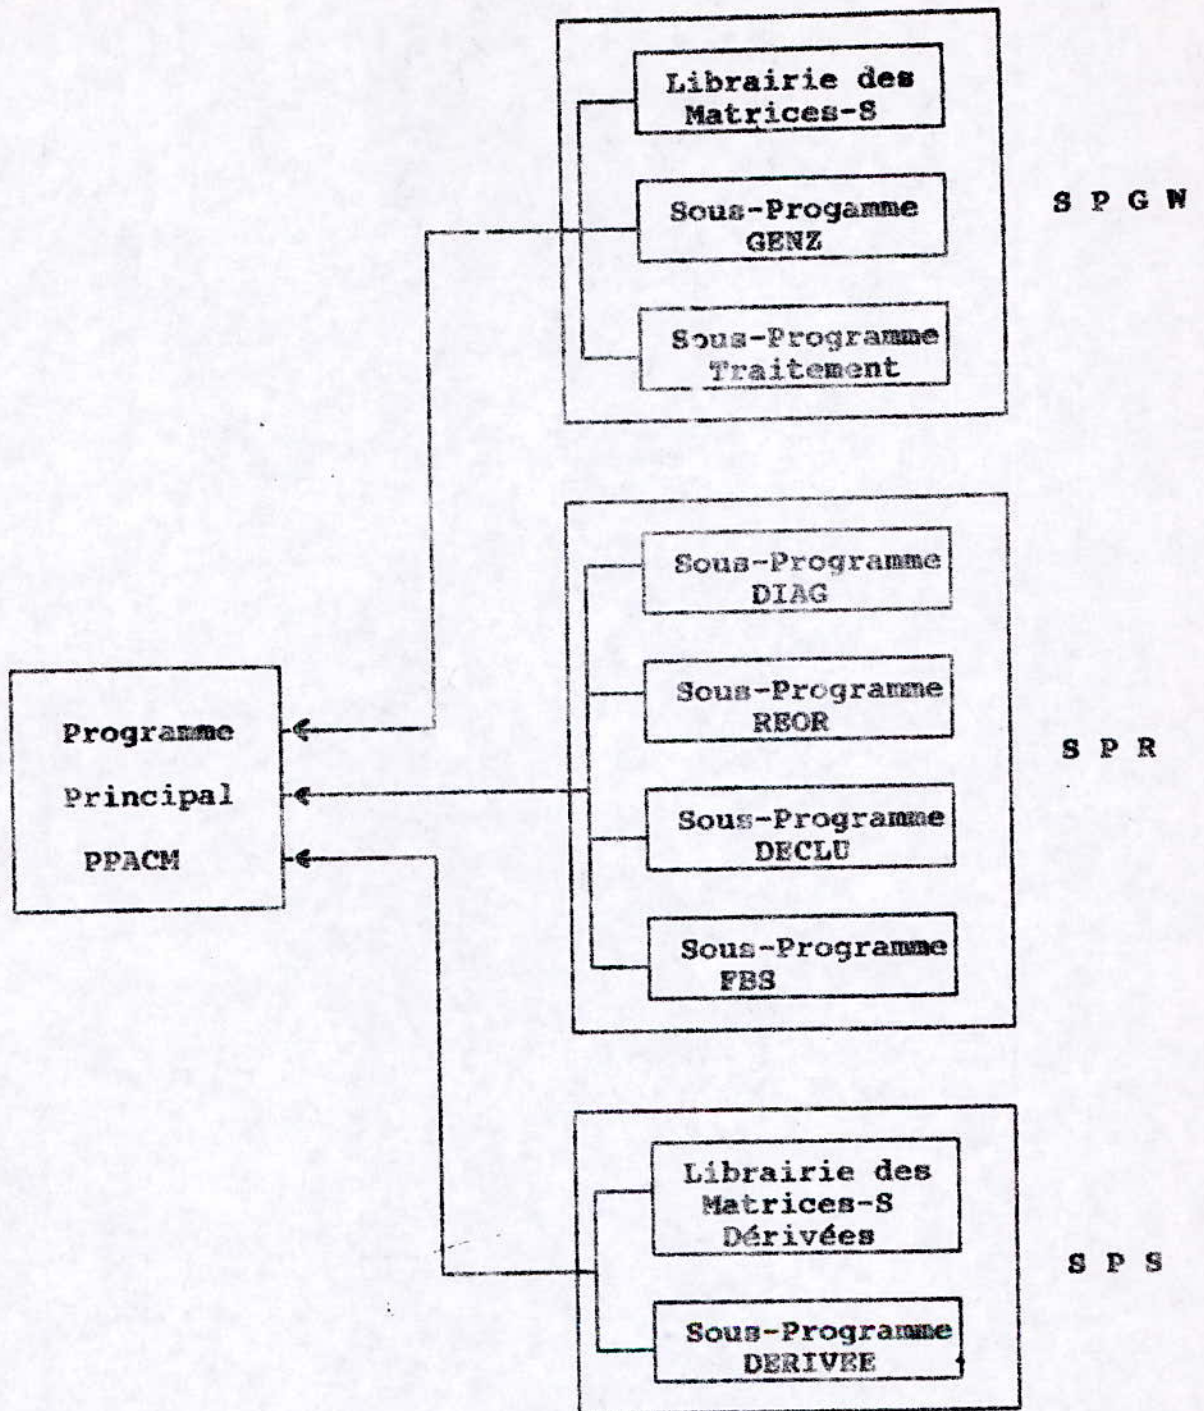 Librairie des
Matrices-S
Sous-Progamme
GENZ
Sous-Programme
Traitement
S P G W
Sous-Programme
DIAG
Sous-Programme
REOR
Sous-Programme
DECLU
Sous-Programme
FBS
S P R
Programme
Principal
PPACM
Librairie des
Matrices-S
Dérivées
Sous-Programme
DERIVEE
S P S